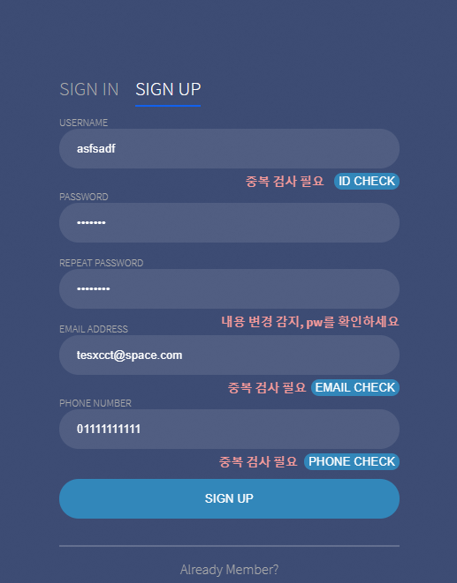 SIGN IN SIGN UP
USERNAME
asfsadf
중복 검사 필요 ID CHECK
PASSWORD
•••••••
REPEAT PASSWORD
••••••••
내용 변경 감지, pw를 확인하세요
EMAIL ADDRESS
tesxcct@space.com
중복 검사 필요 EMAIL CHECK
PHONE NUMBER
01111111111
중복 검사 필요 PHONE CHECK
SIGN UP
Already Member?